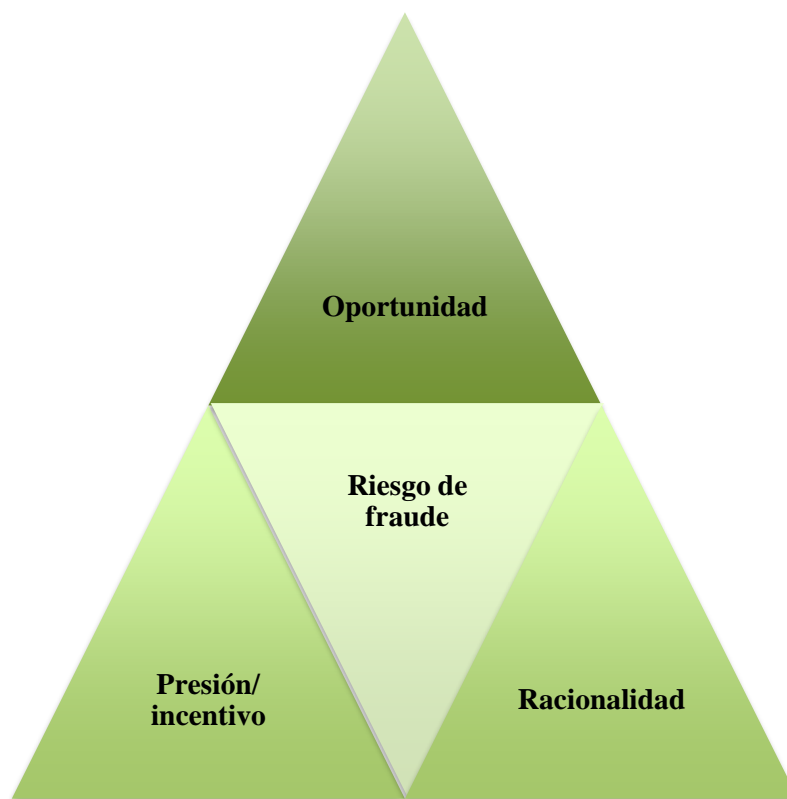 Oportunidad
Riesgo de
fraude
Presión/
incentivo
Racionalidad